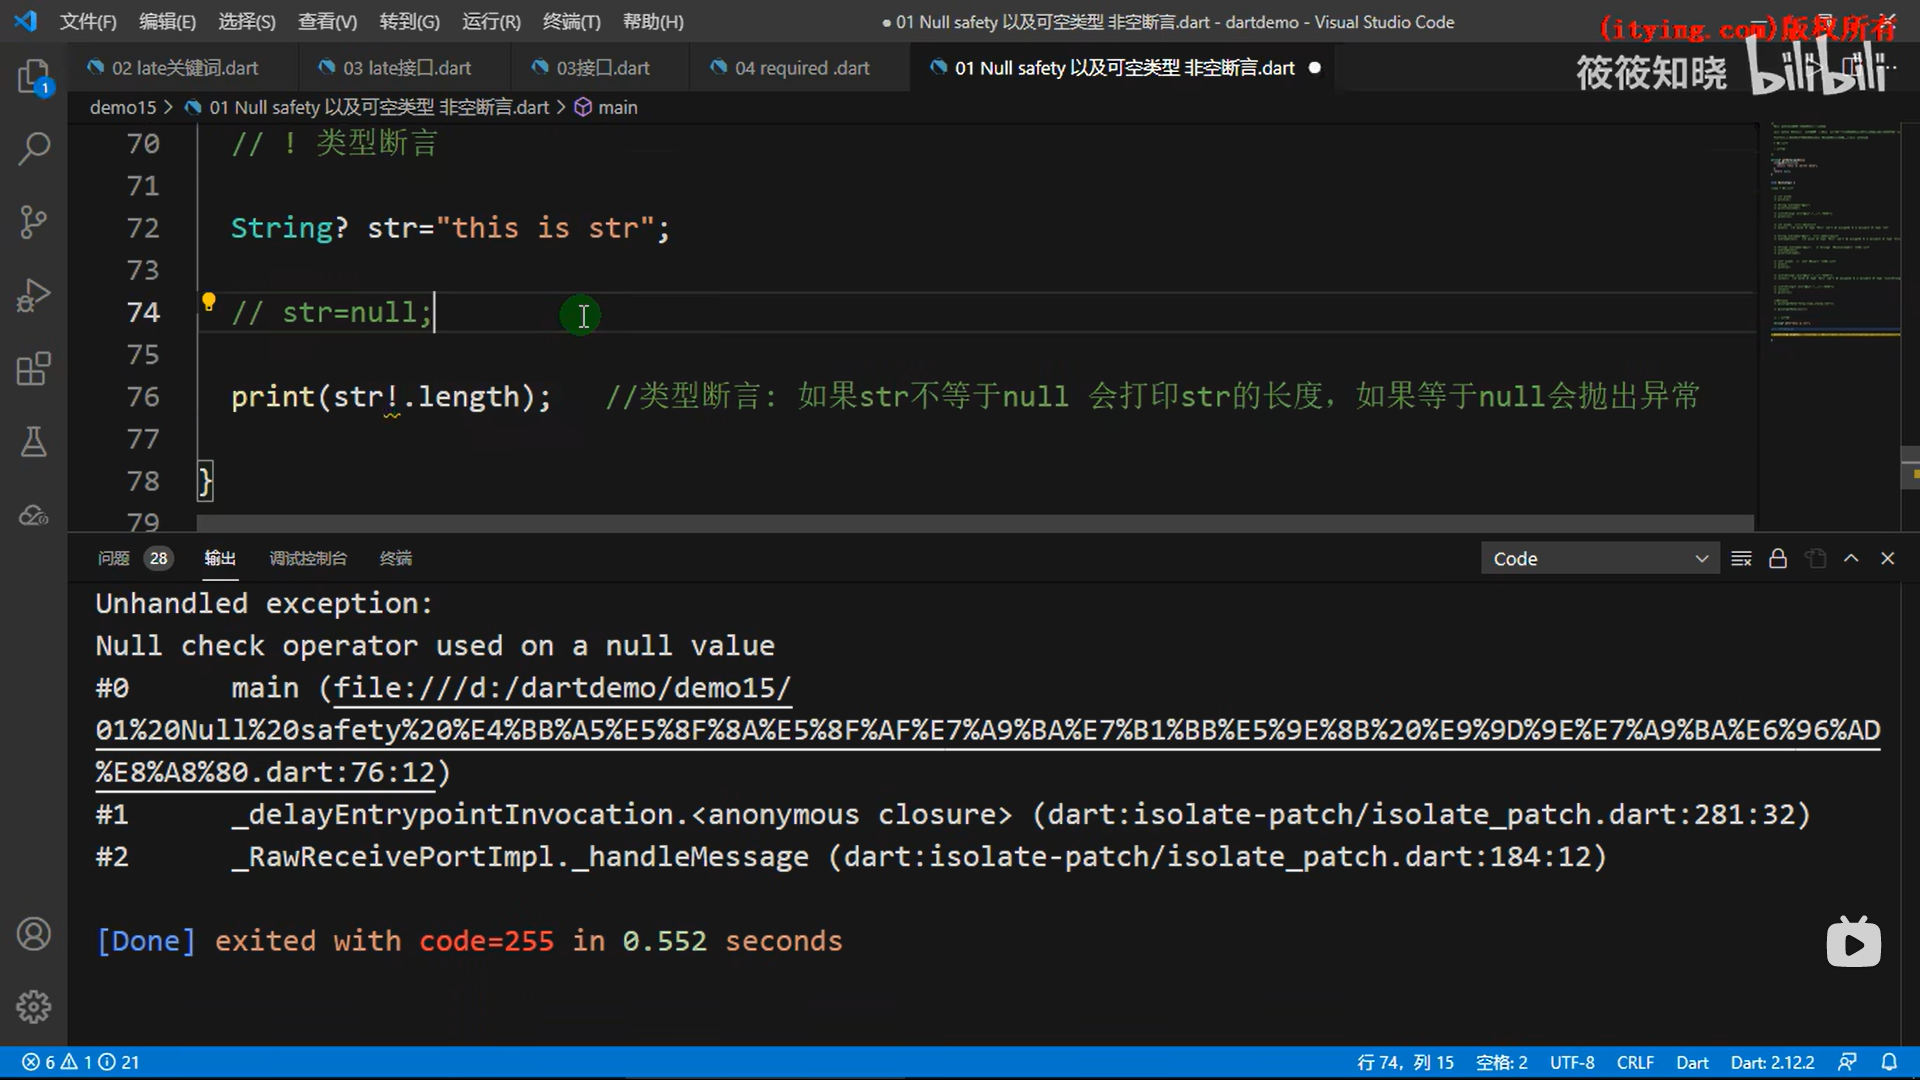 文件(F) 编辑(E) 选择(S) 查看(V) 转到(G) 运行(R) 终端(T) 帮助(H) ● 01 Null safety 以及可空类型 非空断言.dart - dartdemo - Visual Studio Code
(itying.com)版权所有
02 late关键词.dart 03 late接口.dart 03接口.dart 04 required .dart 01 Null safety 以及可空类型 非空断言.dart ●
筱筱知晓 bilibili
demo15 > 01 Null safety 以及可空类型 非空断言.dart > main
1
70 // ! 类型断言
71
72 String? str="this is str";
73
74 // str=null;
75
76 print(str!.length); //类型断言: 如果str不等于null 会打印str的长度，如果等于null会抛出异常
77
78 }
79
问题 28 输出 调试控制台 终端 Code
Unhandled exception:
Null check operator used on a null value
#0 main (file:///d:/dartdemo/demo15/
01%20Null%20safety%20%E4%BB%A5%E5%8F%8A%E5%8F%AF%E7%A9%BA%E7%B1%BB%E5%9E%8B%20%E9%9D%9E%E7%A9%BA%E6%96%AD
%E8%A8%80.dart:76:12)
#1 _delayEntrypointInvocation.<anonymous closure> (dart:isolate-patch/isolate_patch.dart:281:32)
#2 _RawReceivePortImpl._handleMessage (dart:isolate-patch/isolate_patch.dart:184:12)
[Done] exited with code=255 in 0.552 seconds
6 1 21 行 74，列 15 空格: 2 UTF-8 CRLF Dart Dart: 2.12.2